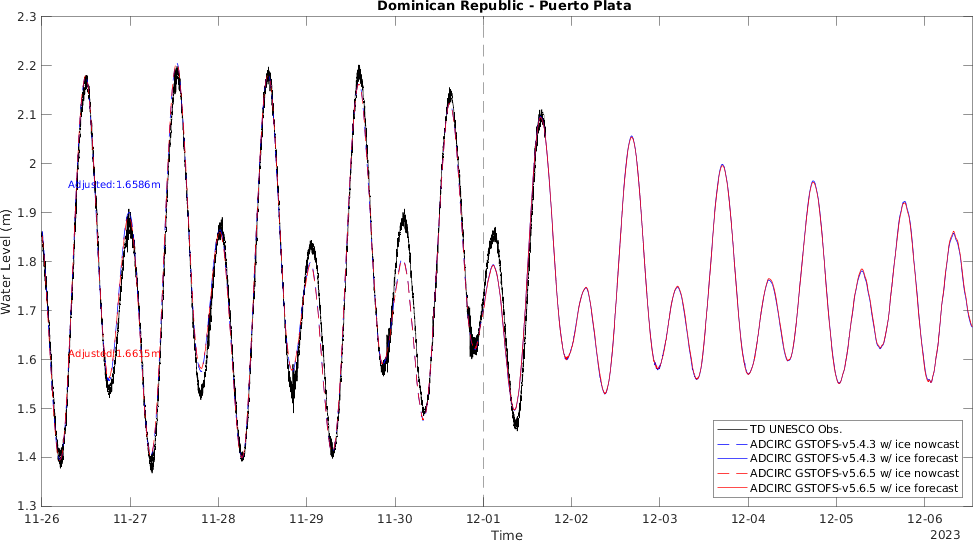 Dominican Republic - Puerto Plata
2.3
2.2
2.1
2
1.9
1.8
1.7
1.6
1.5
1.4
1.3
Water Level (m)
Adjusted:1.6586m
Adjusted:1.6615m
TD UNESCO Obs.
ADCIRC GSTOFS-v5.4.3 w/ ice nowcast
ADCIRC GSTOFS-v5.4.3 w/ ice forecast
ADCIRC GSTOFS-v5.6.5 w/ ice nowcast
ADCIRC GSTOFS-v5.6.5 w/ ice forecast
11-26 11-27 11-28 11-29 11-30 12-01 12-02 12-03 12-04 12-05 12-06
Time
2023